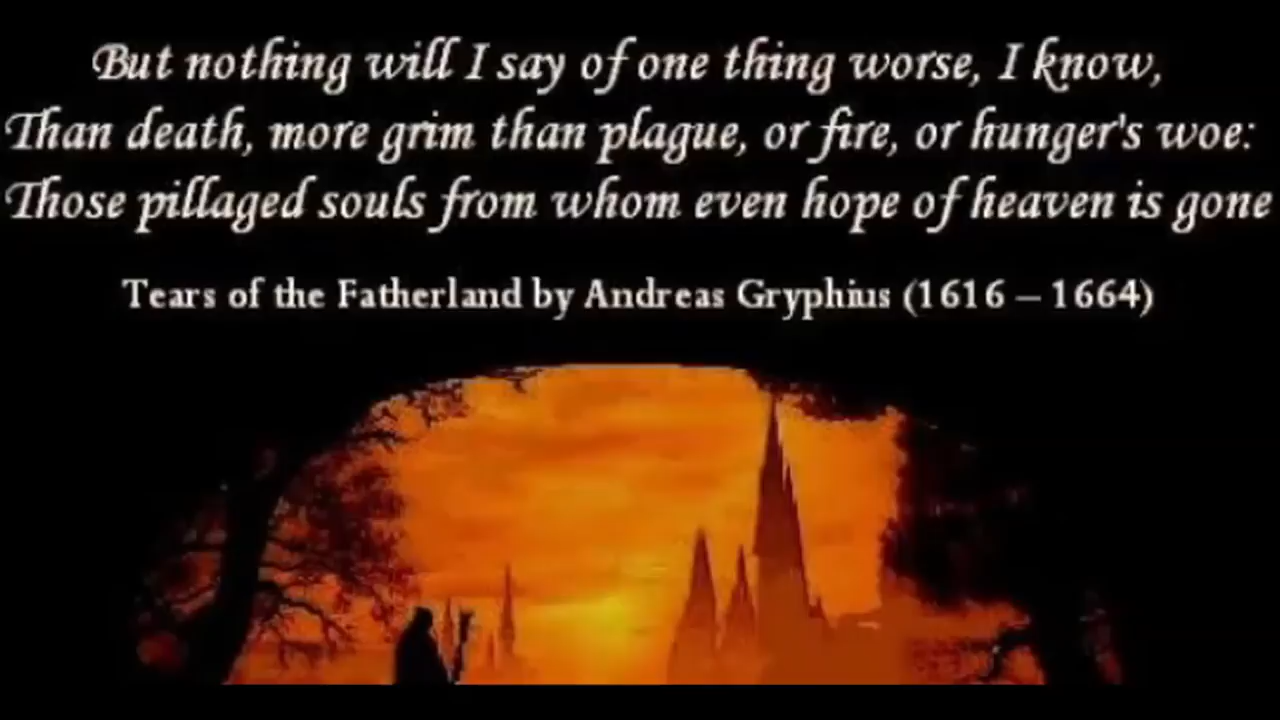 But nothing will I say of one thing worse, I know,
Than death, more grim than plague, or fire, or hunger's woe:
Those pillaged souls from whom even hope of heaven is gone
Tears of the Fatherland by Andreas Gryphius (1616 – 1664)